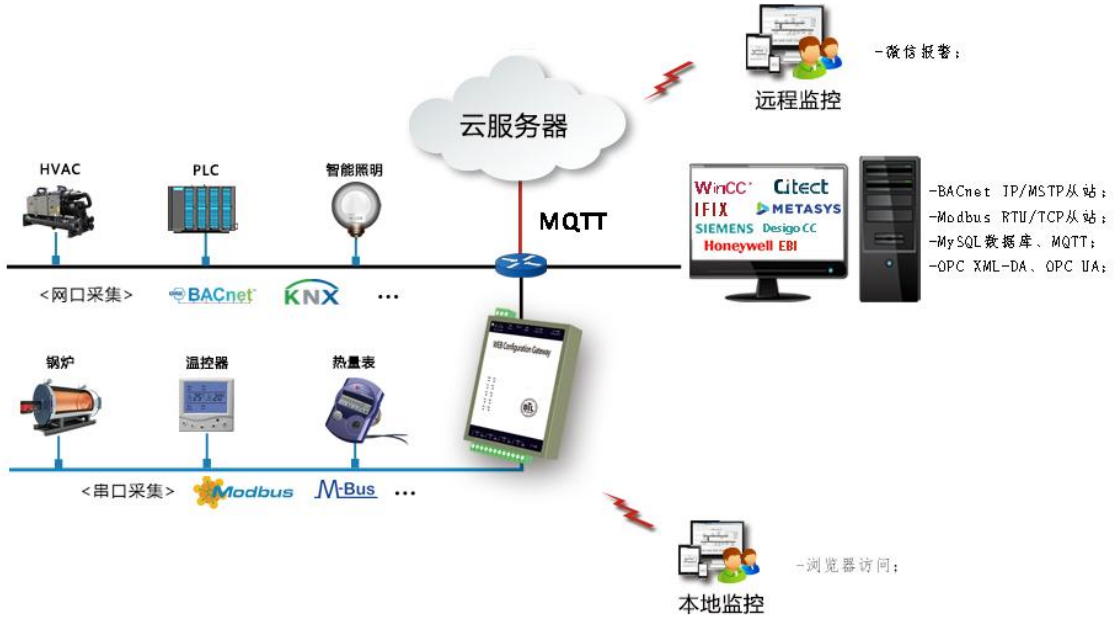 -微信报警；
远程监控
云服务器
HVAC
PLC
智能照明
MQTT
WinCC
Citect
IFIX
METASYS
SIEMENS Desigo CC
Honeywell EBI
-BACnet IP/MSTP从站；
-Modbus RTU/TCP从站；
-MySQL数据库、MQTT；
-OPC XML-DA、OPC UA；
<网口采集>
BACnet
KNX
...
WEB Configuration Gateway
锅炉
温控器
热量表
<串口采集>
Modbus
M-Bus
...
-浏览器访问；
本地监控